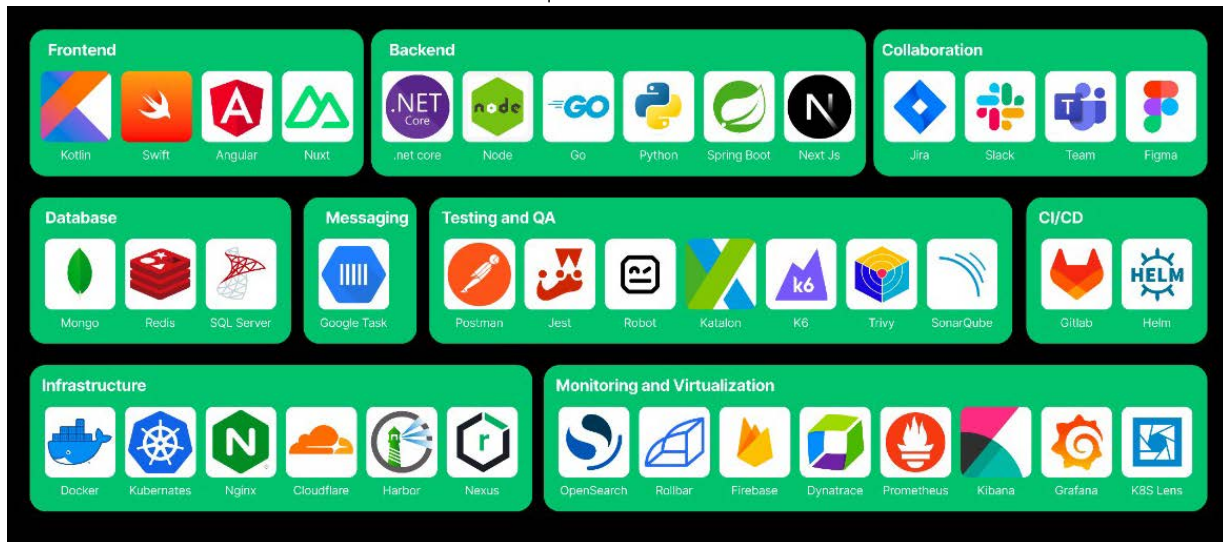 Frontend
Kotlin
Swift
Angular
Nuxt
Backend
.NET
Core
.net core
node
Node
GO
Go
Python
Spring Boot
N
Next Js
Collaboration
Jira
Slack
T
Team
Figma
Database
Mongo
Redis
SQL Server
Messaging
Google Task
Testing and QA
Postman
Jest
Robot
Katalon
k6
K6
Trivy
SonarQube
CI/CD
Gitlab
HELM
Helm
Infrastructure
Docker
Kubernates
N
Nginx
Cloudflare
Harbor
r
Nexus
Monitoring and Virtualization
OpenSearch
Rollbar
Firebase
Dynatrace
Prometheus
Kibana
Grafana
K8S Lens